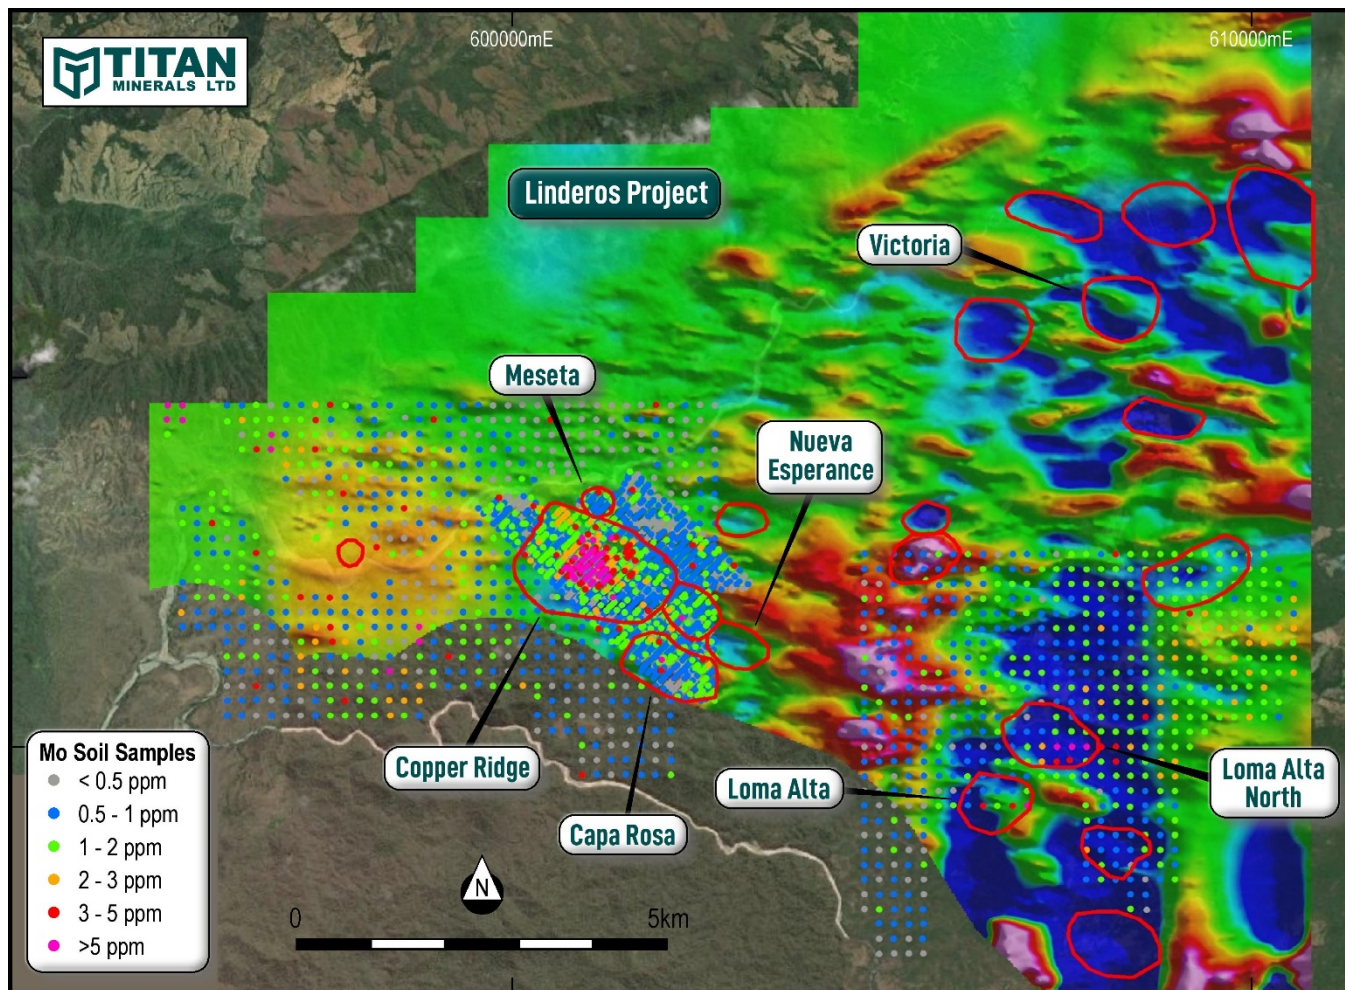 TITAN
MINERALS LTD
600000mE
610000mE
Linderos Project
Victoria
Meseta
Nueva
Esperance
Copper Ridge
Capa Rosa
Loma Alta
Loma Alta
North
Mo Soil Samples
< 0.5 ppm
0.5 - 1 ppm
1 - 2 ppm
2 - 3 ppm
3 - 5 ppm
>5 ppm
N
0
5km